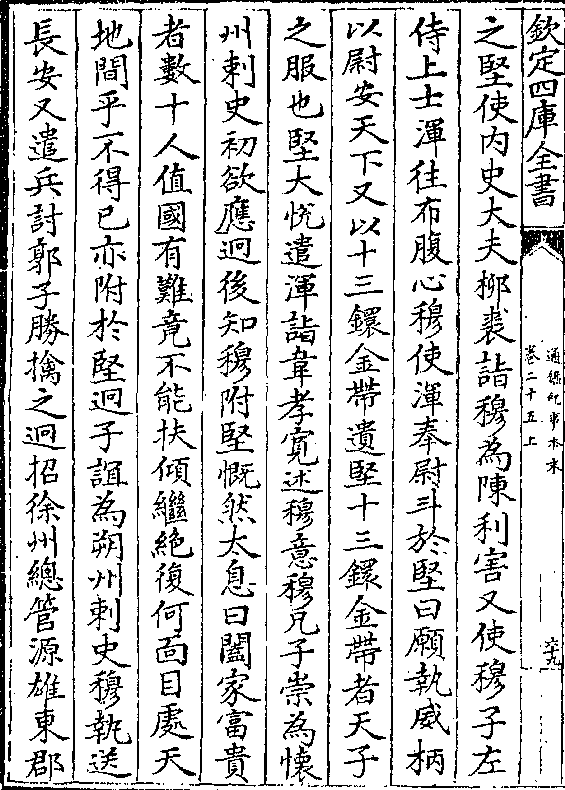 欽定四庫全書
通鑑紀事本末
卷二十五上
六十九
之堅使内史大夫柳裘詣穆為陳利害又使穆子左
侍上士渾往布腹心穆使渾奉尉斗於堅曰願執威柄
以尉安天下又以十三鐶金帶遺堅十三鐶金帶者天子
之服也堅大悅遣渾詣韋孝寛述穆意穆兄子崇為懷
州刺史初欲應迥後知穆附堅慨然太息曰闔家富貴
者數十人值國有難竟不能扶傾繼絶復何面目處天
地間乎不得已亦附於堅迥子誼為朔州刺史穆執送
長安又遣兵討郭子勝擒之迥招徐州總管源雄東郡